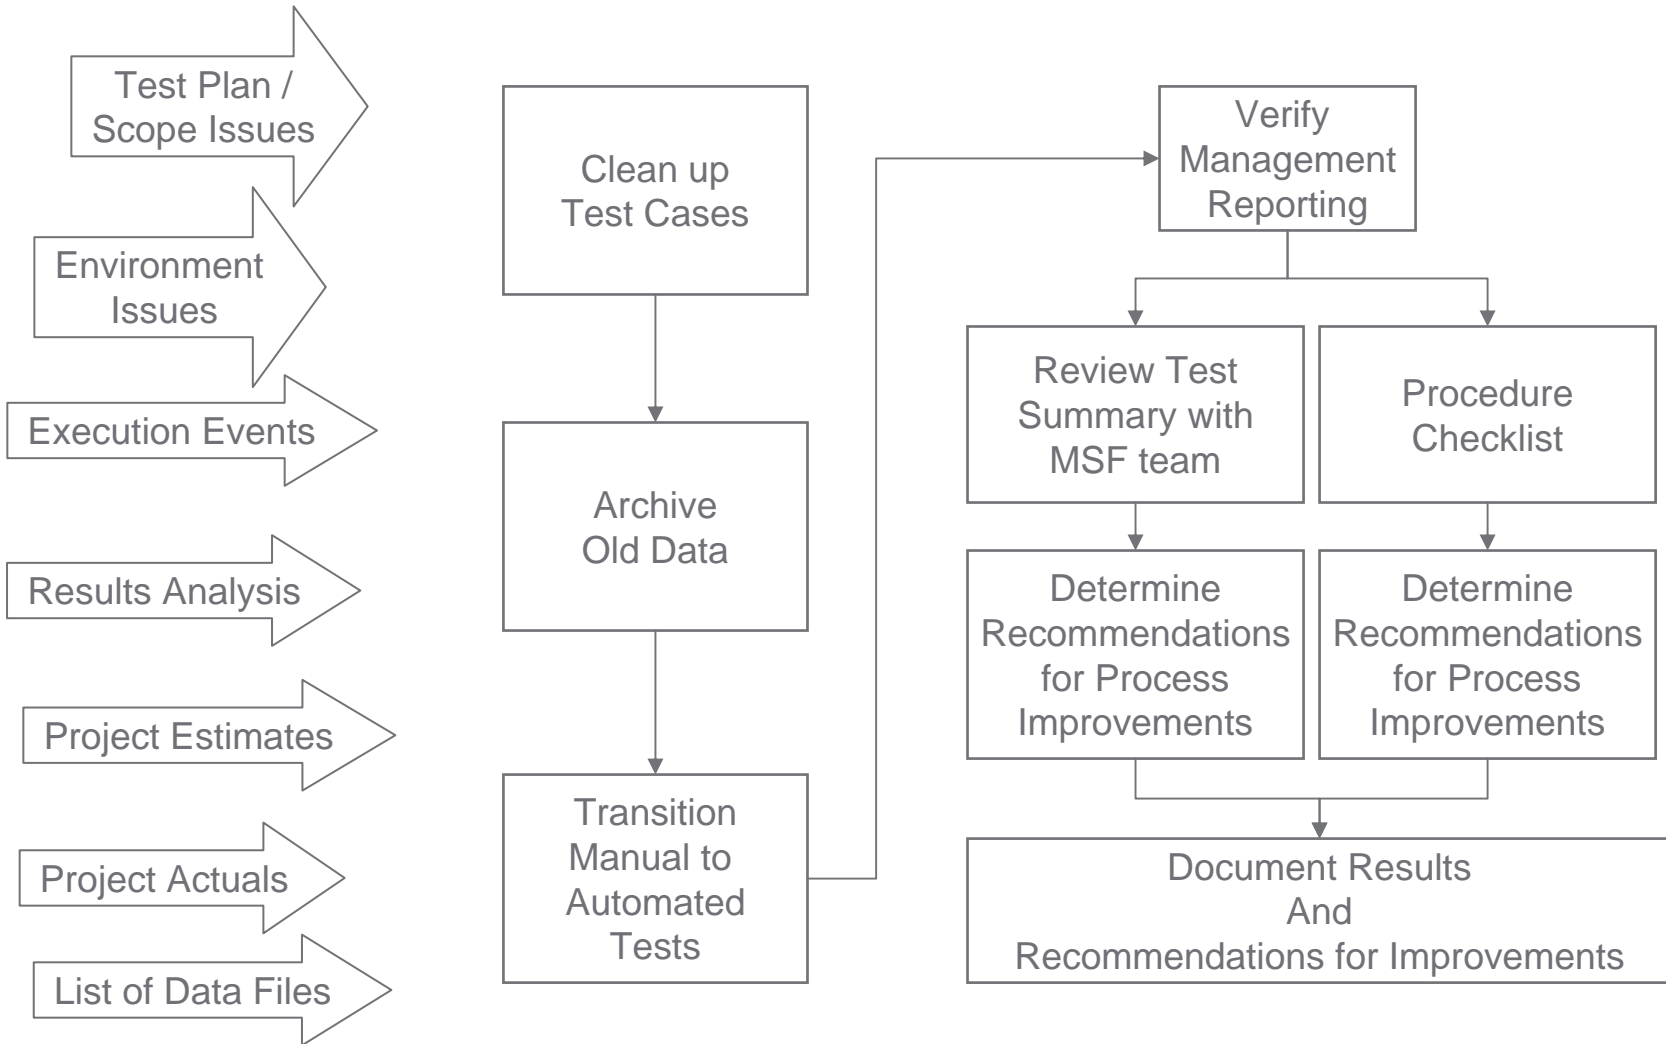 Test Plan /
Scope Issues
Environment
Issues
Execution Events
Results Analysis
Project Estimates
Project Actuals
List of Data Files
Clean up
Test Cases
Archive
Old Data
Transition
Manual to
Automated
Tests
Verify
Management
Reporting
Review Test
Summary with
MSF team
Procedure
Checklist
Determine
Recommendations
for Process
Improvements
Determine
Recommendations
for Process
Improvements
Document Results
And
Recommendations for Improvements